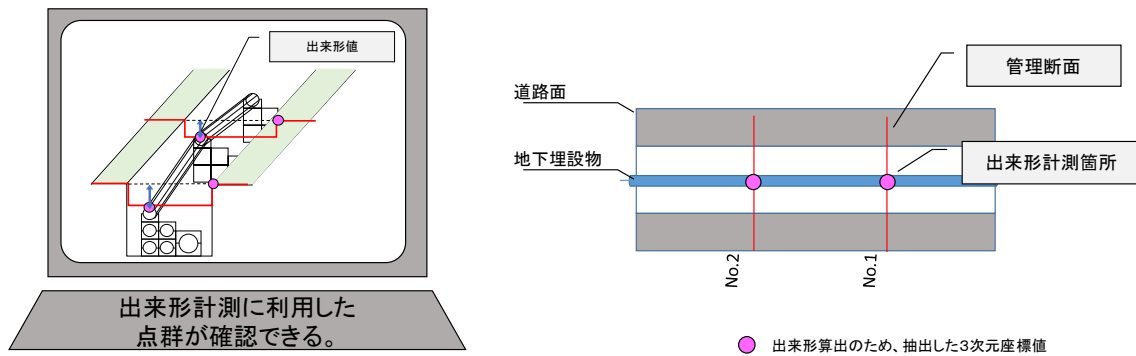 出来形値
出来形計測に利用した
点群が確認できる。
管理断面
道路面
地下埋設物
出来形計測箇所
No.2
No.1
出来形算出のため、抽出した3次元座標値